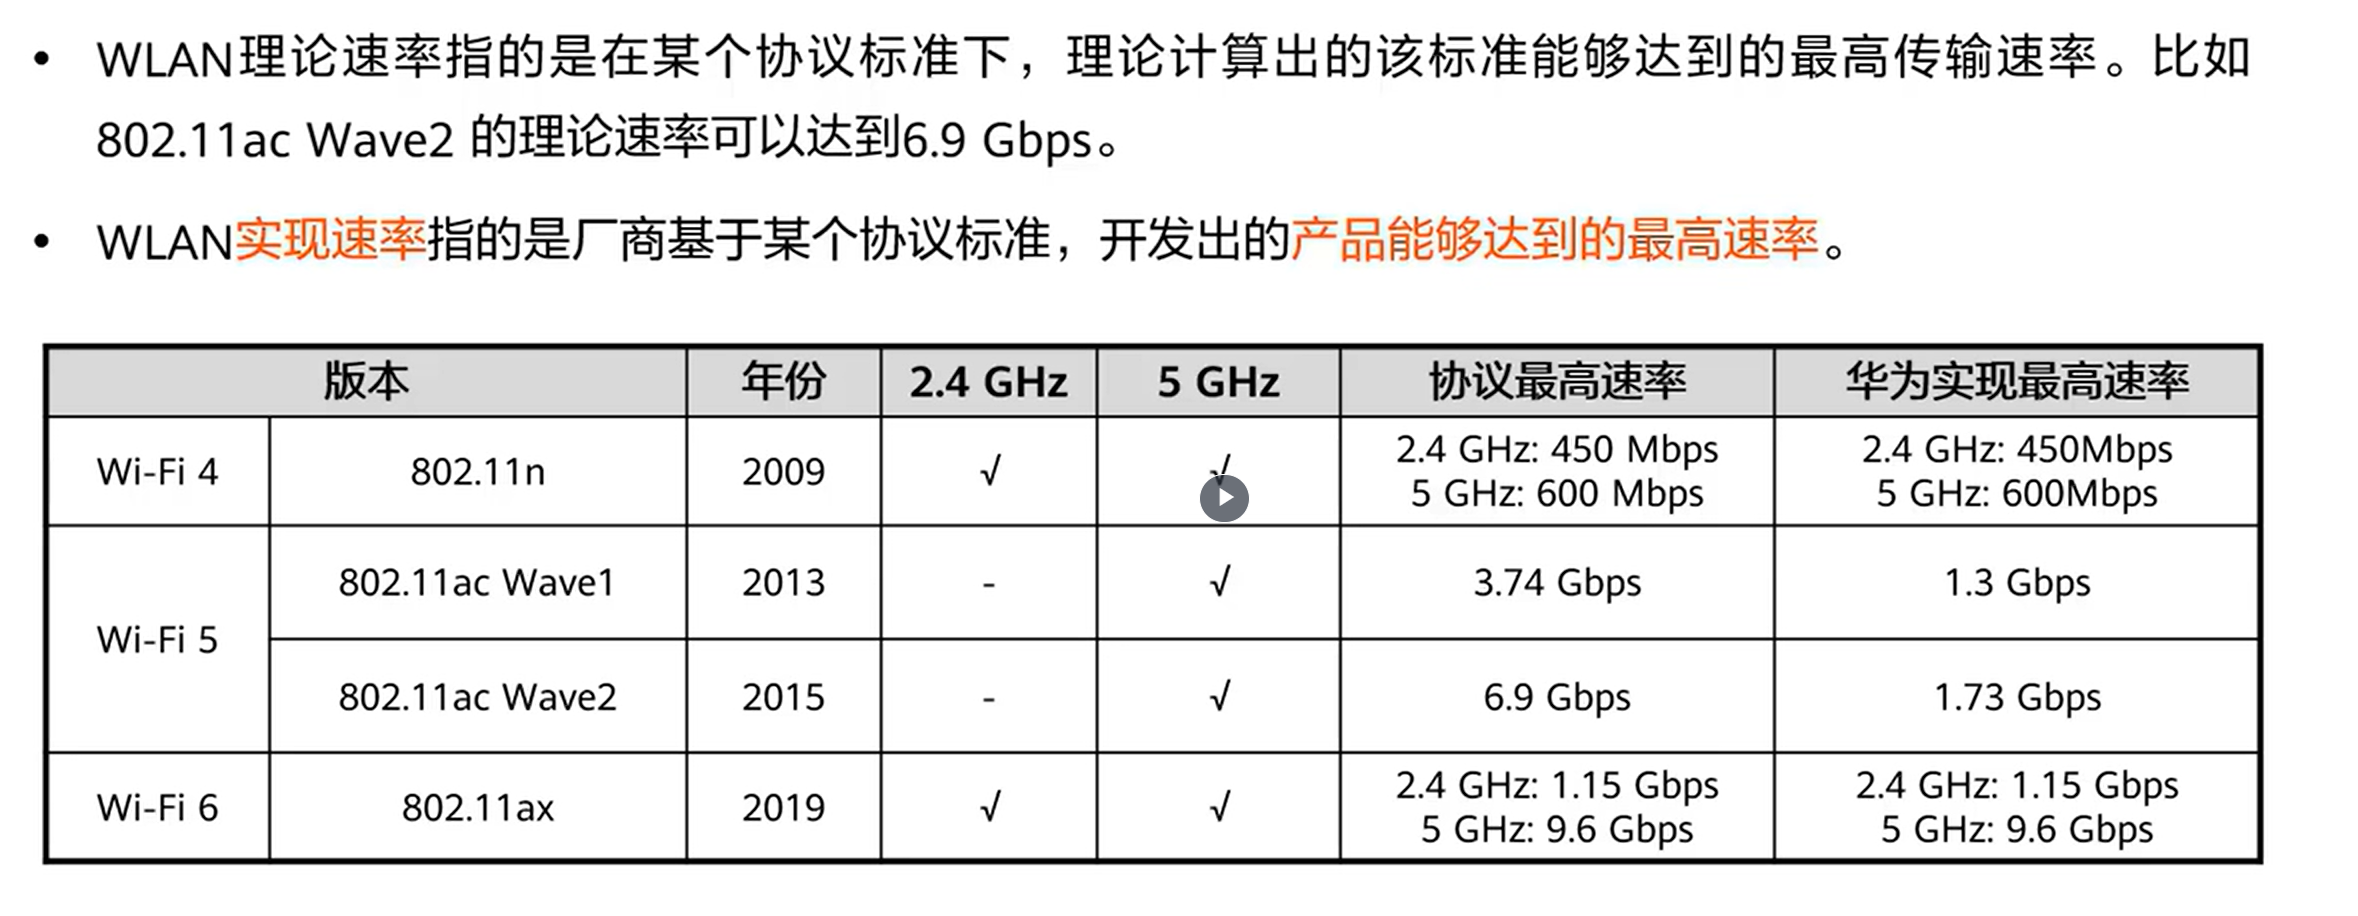 • WLAN理论速率指的是在某个协议标准下，理论计算出的该标准能够达到的最高传输速率。比如
802.11ac Wave2 的理论速率可以达到6.9 Gbps。
• WLAN实现速率指的是厂商基于某个协议标准，开发出的产品能够达到的最高速率。
版本 年份 2.4 GHz 5 GHz 协议最高速率 华为实现最高速率
Wi-Fi 4 802.11n 2009 √ √ 2.4 GHz: 450 Mbps 2.4 GHz: 450Mbps
5 GHz: 600 Mbps 5 GHz: 600Mbps
Wi-Fi 5
802.11ac Wave1 2013 - √ 3.74 Gbps 1.3 Gbps
802.11ac Wave2 2015 - √ 6.9 Gbps 1.73 Gbps
Wi-Fi 6 802.11ax 2019 √ √ 2.4 GHz: 1.15 Gbps 2.4 GHz: 1.15 Gbps
5 GHz: 9.6 Gbps 5 GHz: 9.6 Gbps